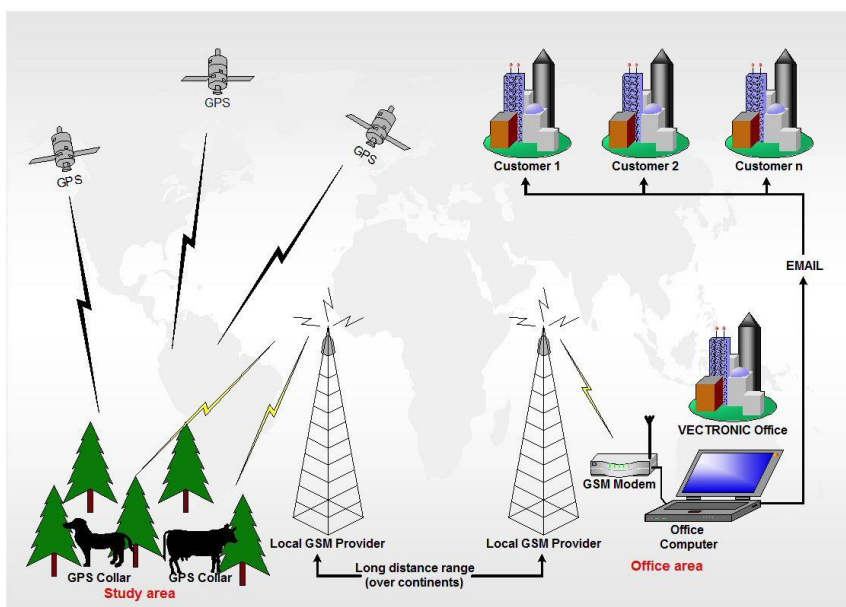 GPS
GPS
GPS
Customer 1
Customer 2
Customer n
EMAIL
VECTRONIC Office
GSM Modem
Office
Computer
Local GSM Provider
Local GSM Provider
Long distance range
(over continents)
Office area
GPS Collar
GPS Collar
Study area